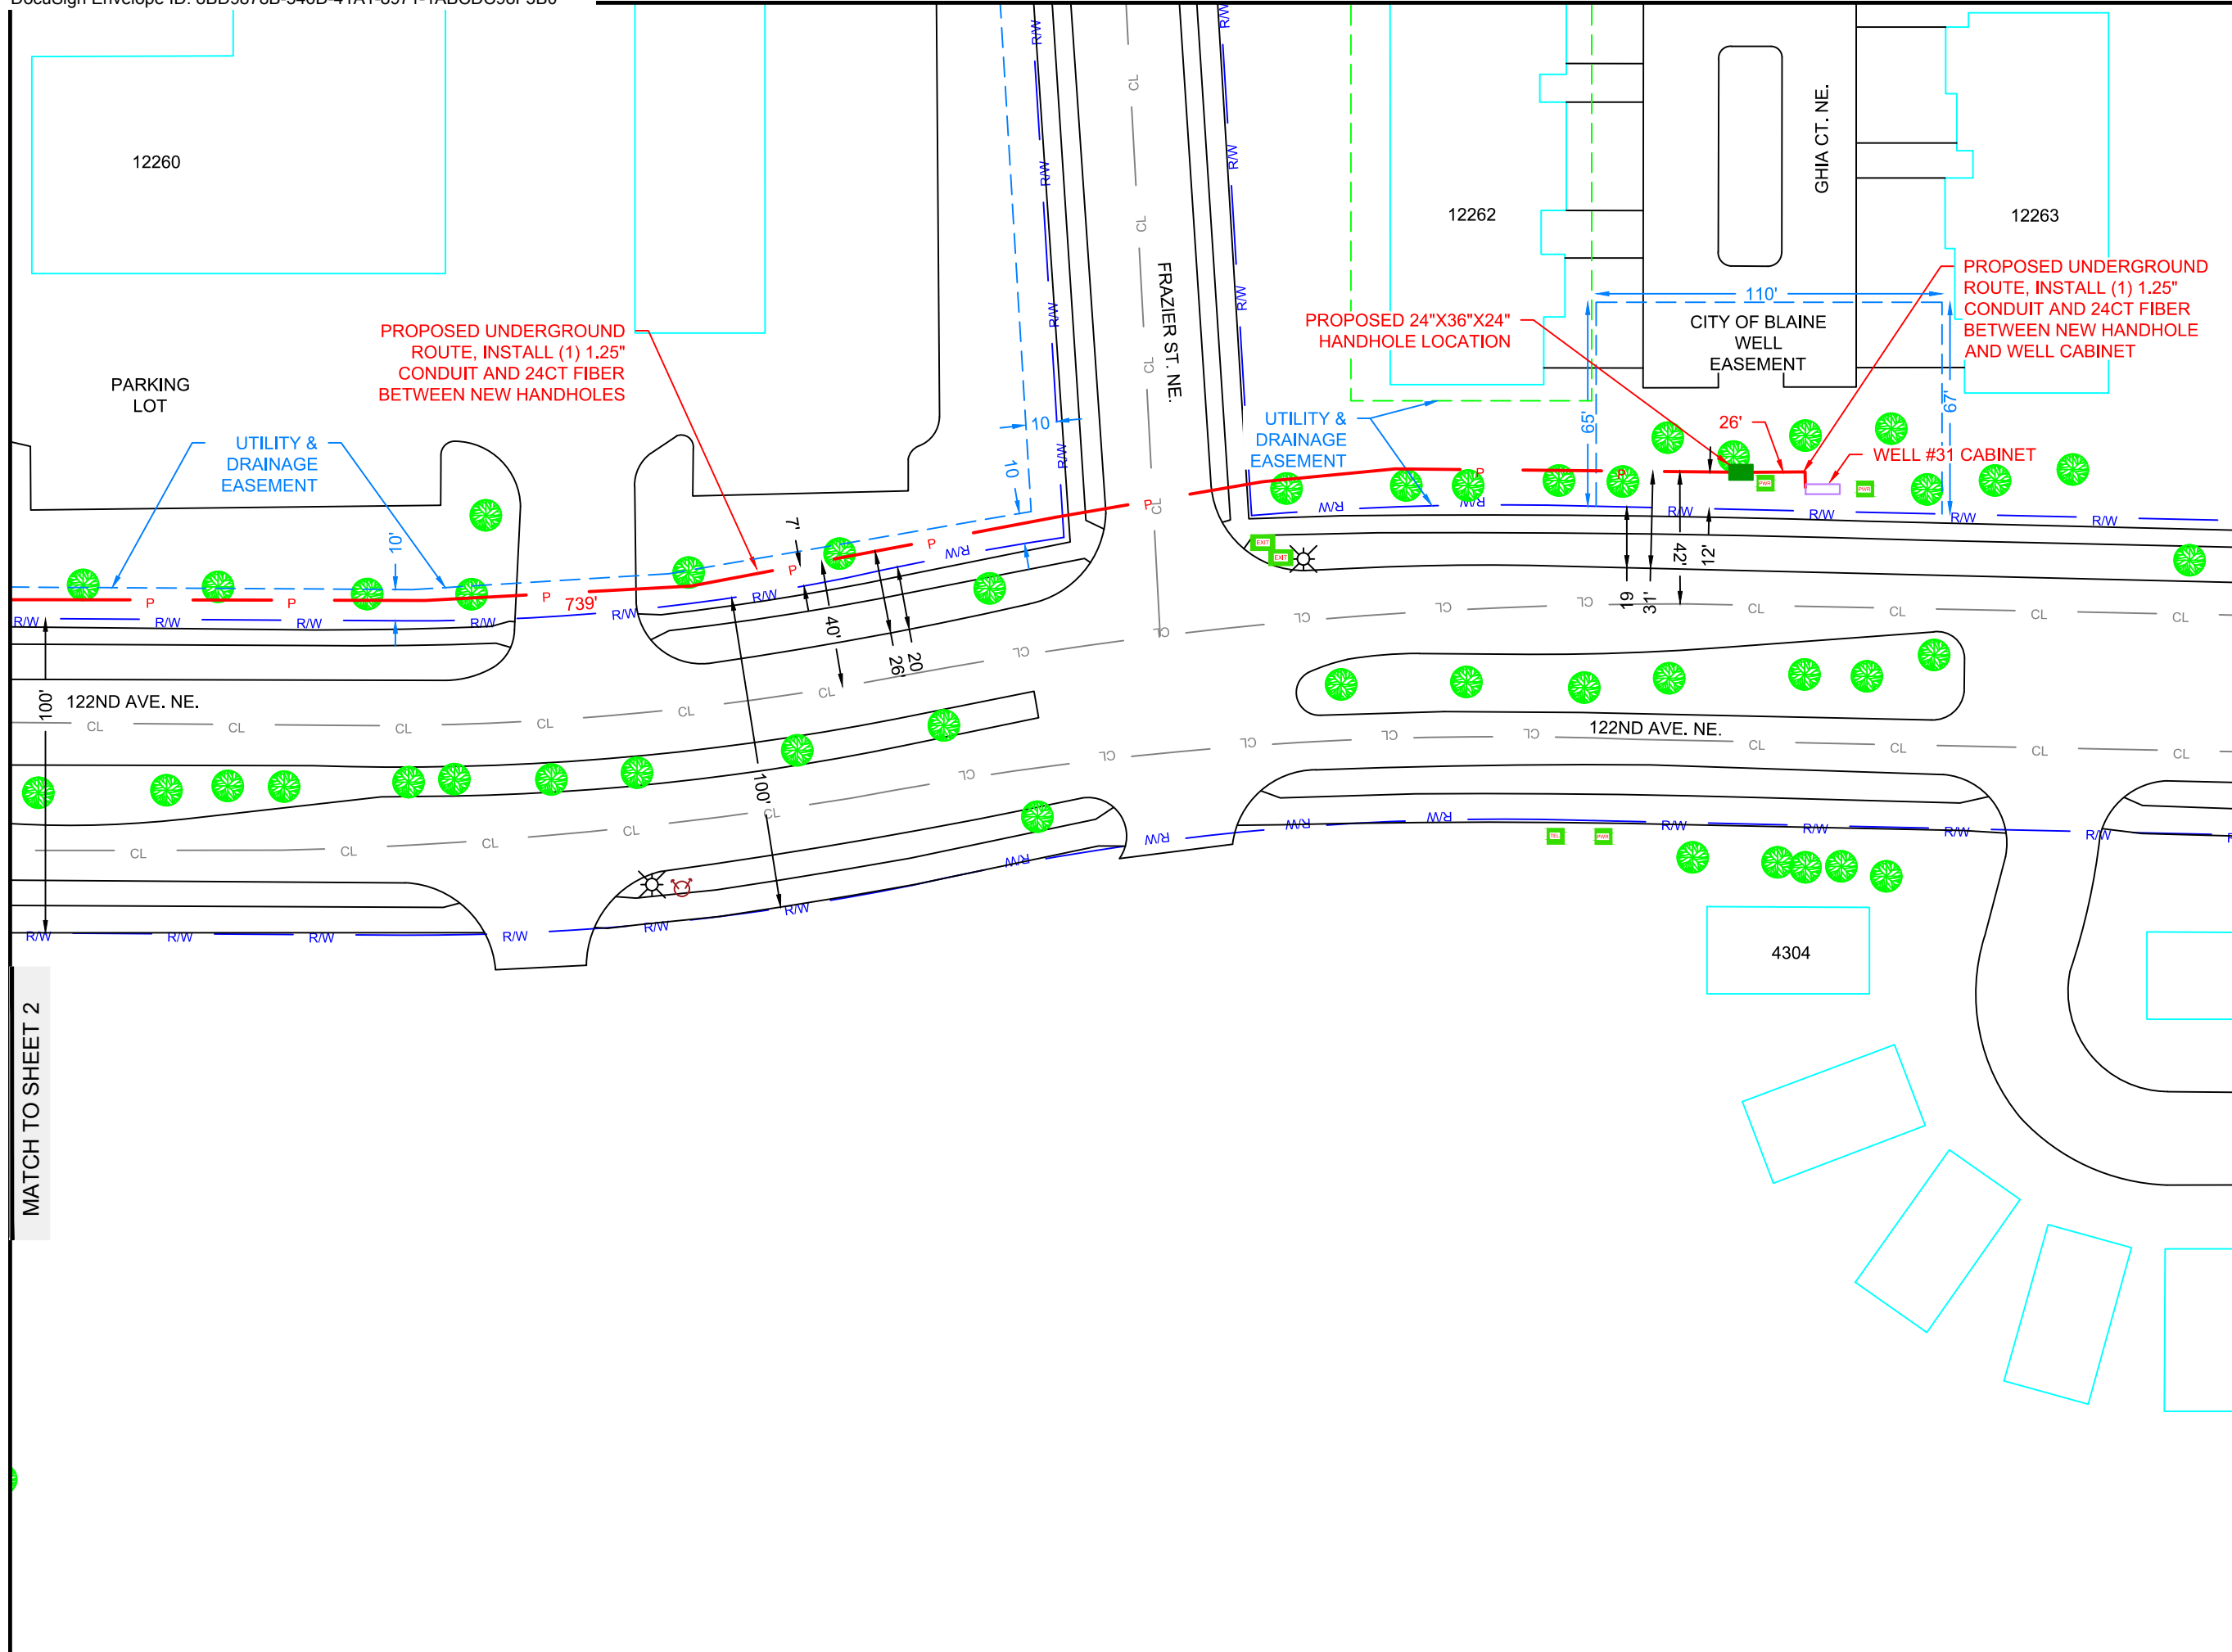 12260
PARKING
LOT
UTILITY &
DRAINAGE
EASEMENT
PROPOSED UNDERGROUND
ROUTE, INSTALL (1) 1.25"
CONDUIT AND 24CT FIBER
BETWEEN NEW HANDHOLES
FRAZIER ST. NE.
12262
GHIA CT. NE.
12263
PROPOSED 24"X36"X24"
HANDHOLE LOCATION
110'
CITY OF BLAINE
WELL
EASEMENT
65'
67'
PROPOSED UNDERGROUND
ROUTE, INSTALL (1) 1.25"
CONDUIT AND 24CT FIBER
BETWEEN NEW HANDHOLE
AND WELL CABINET
UTILITY &
DRAINAGE
EASEMENT
26'
WELL #31 CABINET
10
10
10'
7'
739'
40'
26'
20
19
31'
42'
12'
100'
100'
122ND AVE. NE.
122ND AVE. NE.
4304
MATCH TO SHEET 2
R/W
CL
P
PWR
EXIT